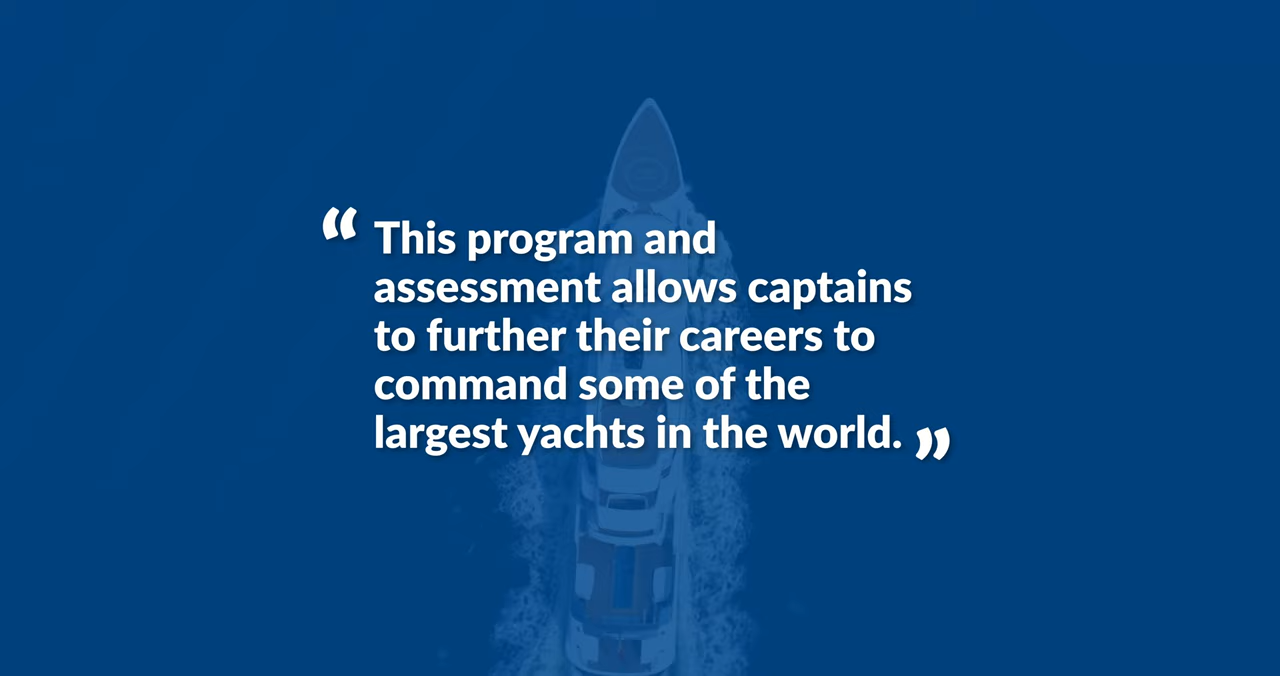 “ This program and
assessment allows captains
to further their careers to
command some of the
largest yachts in the world. ”